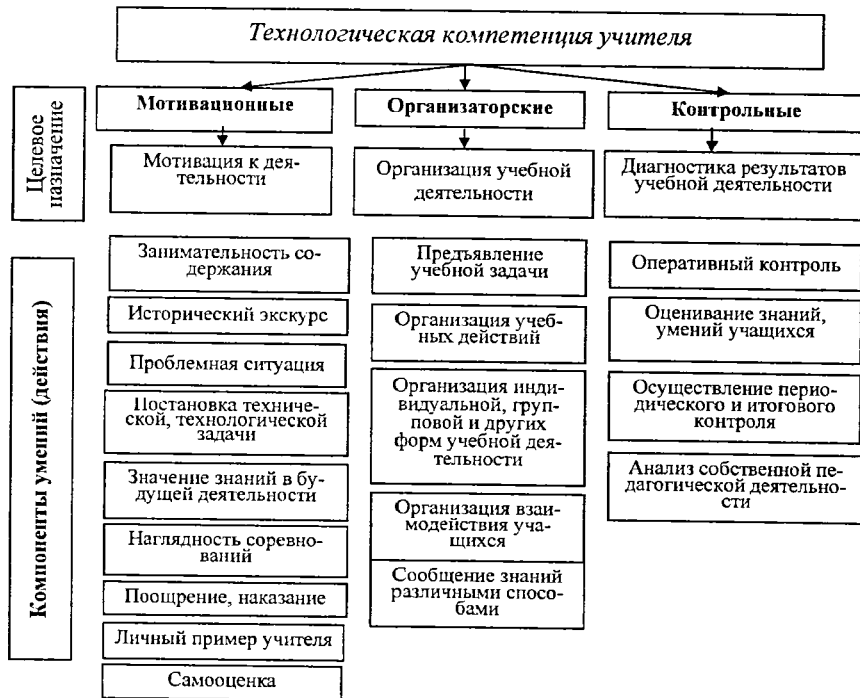 Технологическая компетенция учителя
Целевое
назначение
Мотивационные
Мотивация к дея-
тельности
Организаторские
Организация учебной
деятельности
Контрольные
Диагностика результатов
учебной деятельности
Компоненты умений (действия)
Занимательность со-
держания
Исторический экскурс
Проблемная ситуация
Постановка техниче-
ской, технологической
задачи
Значение знаний в бу-
дущей деятельности
Наглядность соревно-
ваний
Поощрение, наказание
Личный пример учителя
Самооценка
Предъявление
учебной задачи
Организация учеб-
ных действий
Организация инди-
видуальной, груп-
повой и других
форм учебной дея-
тельности
Организация взаи-
модействия уча-
щихся
Сообщение знаний
различными спосо-
бами
Оперативный контроль
Оценивание знаний,
умений учащихся
Осуществление перио-
дического и итогового
контроля
Анализ собственной пе-
дагогической деятельно-
сти